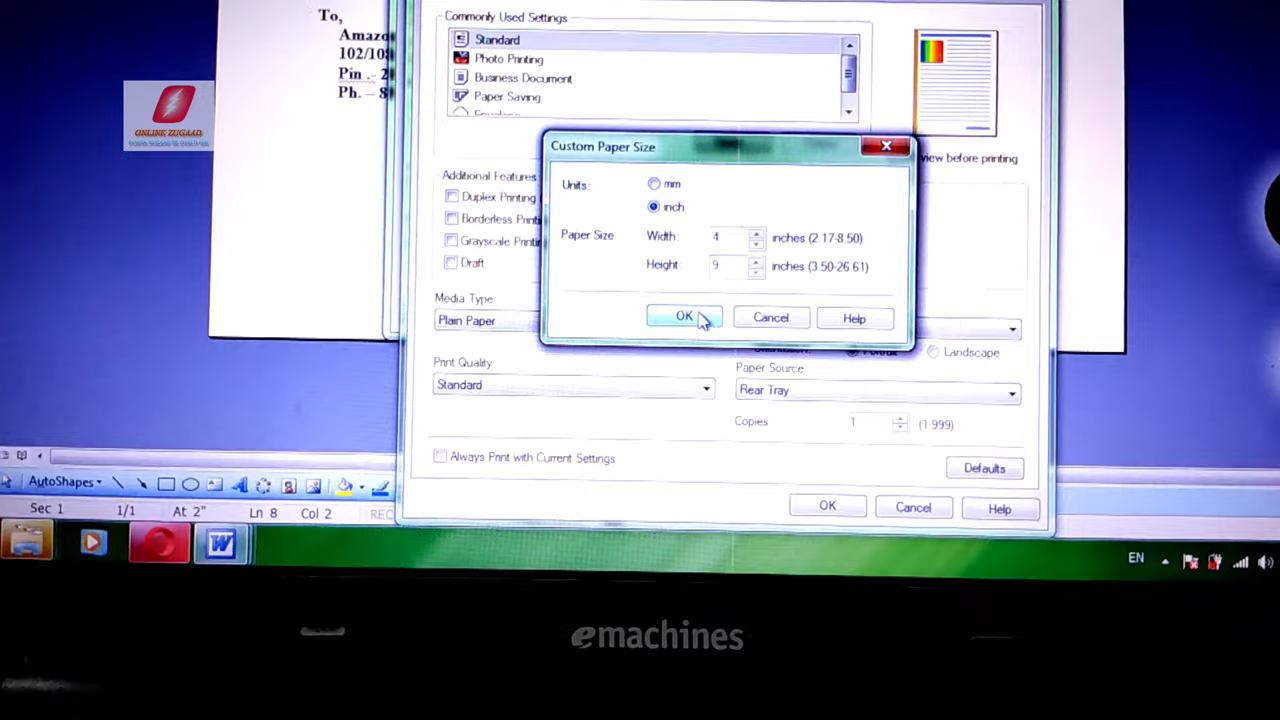 To,
Amazo
102/10
Pin .- 2
Ph. – 8
ONLINE ZUGAAD
Commonly Used Settings
Standard
Photo Printing
Business Document
Paper Saving
Envelope
view before printing
Custom Paper Size
Units:
mm
inch
Paper Size
Width:
4
inches (2.17-8.50)
Height
9
inches (3.50-26.61)
OK
Cancel
Help
Additional Features
Duplex Printing
Borderless Printi
Grayscale Printin
Draft
Media Type
Plain Paper
Landscape
Print Quality
Standard
Paper Source
Rear Tray
Copies
1
(1-999)
Always Print with Current Settings
Defaults
OK
Cancel
Help
AutoShapes
Sec 1
1/1
At 2"
Ln 8
Col 2
REC
W
EN
emachines